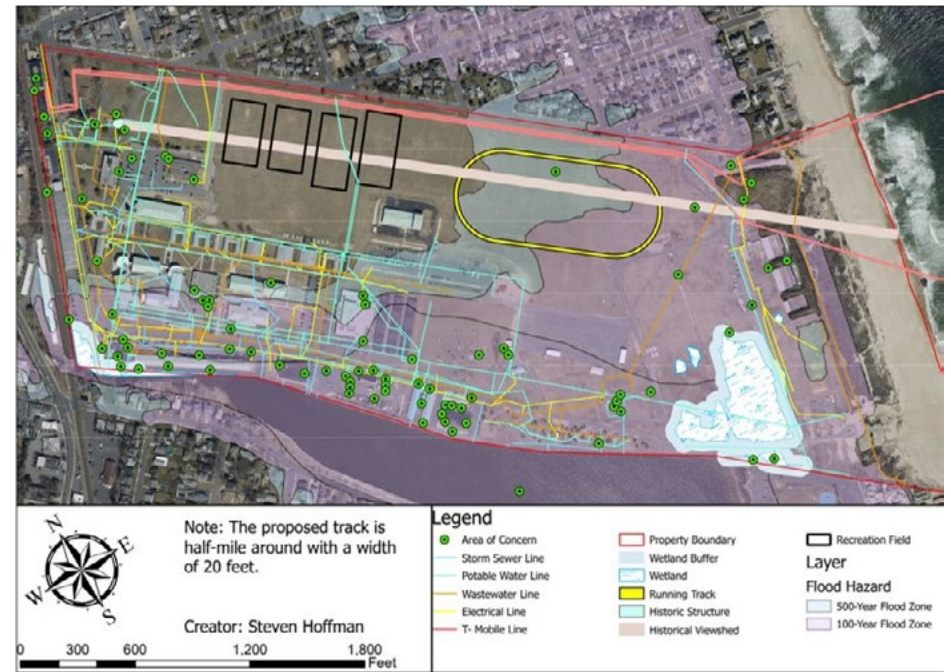 N
E
W
S
Note: The proposed track is
half-mile around with a width
of 20 feet.
Creator: Steven Hoffman
0 300 600 1,200 1,800
Feet
Legend
Area of Concern
Storm Sewer Line
Potable Water Line
Wastewater Line
Electrical Line
T- Mobile Line
Property Boundary
Wetland Buffer
Wetland
Running Track
Historic Structure
Historical Viewshed
Recreation Field
Layer
Flood Hazard
500-Year Flood Zone
100-Year Flood Zone